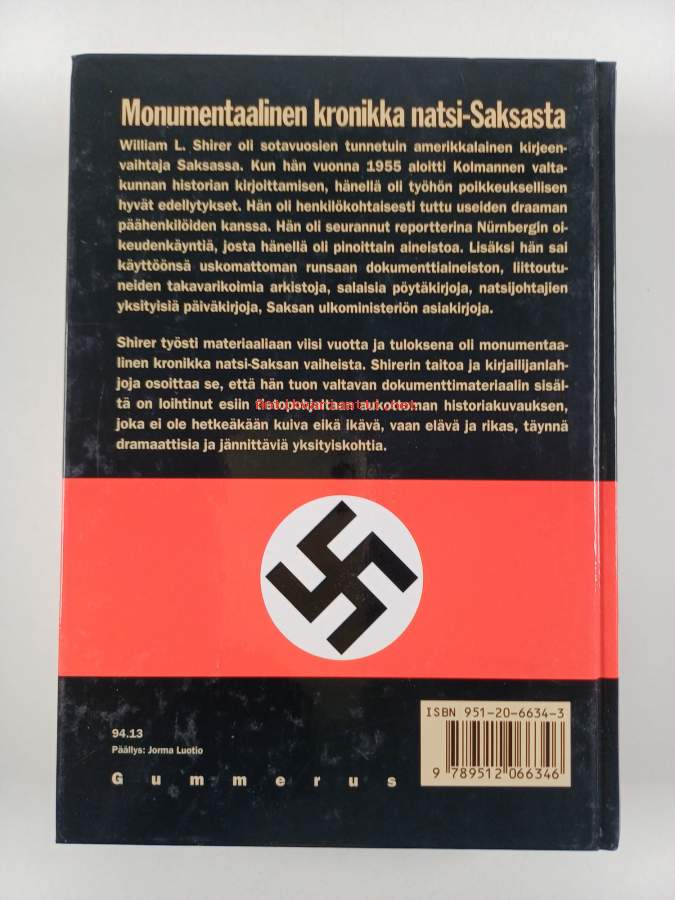 Monumentaalinen kronikka natsi-Saksasta
William L. Shirer oli sotavuosien tunnetuin amerikkalainen kirjeen-
vaihtaja Saksassa. Kun hän vuonna 1955 aloitti Kolmannen valta-
kunnan historian kirjoittamisen, hänellä oli työhön poikkeuksellisen
hyvät edellytykset. Hän oli henkilökohtaisesti tuttu useiden draaman
päähenkilöiden kanssa. Hän oli seurannut reportterina Nürnbergin oi-
keudenkäyntiä, josta hänellä oli pinoittain aineistoa. Lisäksi hän sai
käyttöönsä uskomattoman runsaan dokumenttiaineiston, liittoutu-
neiden takavarikoimia arkistoja, salaisia pöytäkirjoja, natsijohtajien
yksityisiä päiväkirjoja, Saksan ulkoministeriön asiakirjoja.
Shirer työsti materiaaliaan viisi vuotta ja tuloksena oli monumentaa-
linen kronikka natsi-Saksan vaiheista. Shirerin taitoa ja kirjailijanlah-
joja osoittaa se, että hän tuon valtavan dokumenttimateriaalin sisäl-
tä on loihtinut esiin tietopohjaltaan aukottoman historiakuvauksen,
joka ei ole hetkeäkään kuiva eikä ikävä, vaan elävä ja rikas, täynnä
dramaattisia ja jännittäviä yksityiskohtia.
ISBN 951-20-6634-3
94.13
Päällys: Jorma Luotio
Gummerus
9 789512 066346